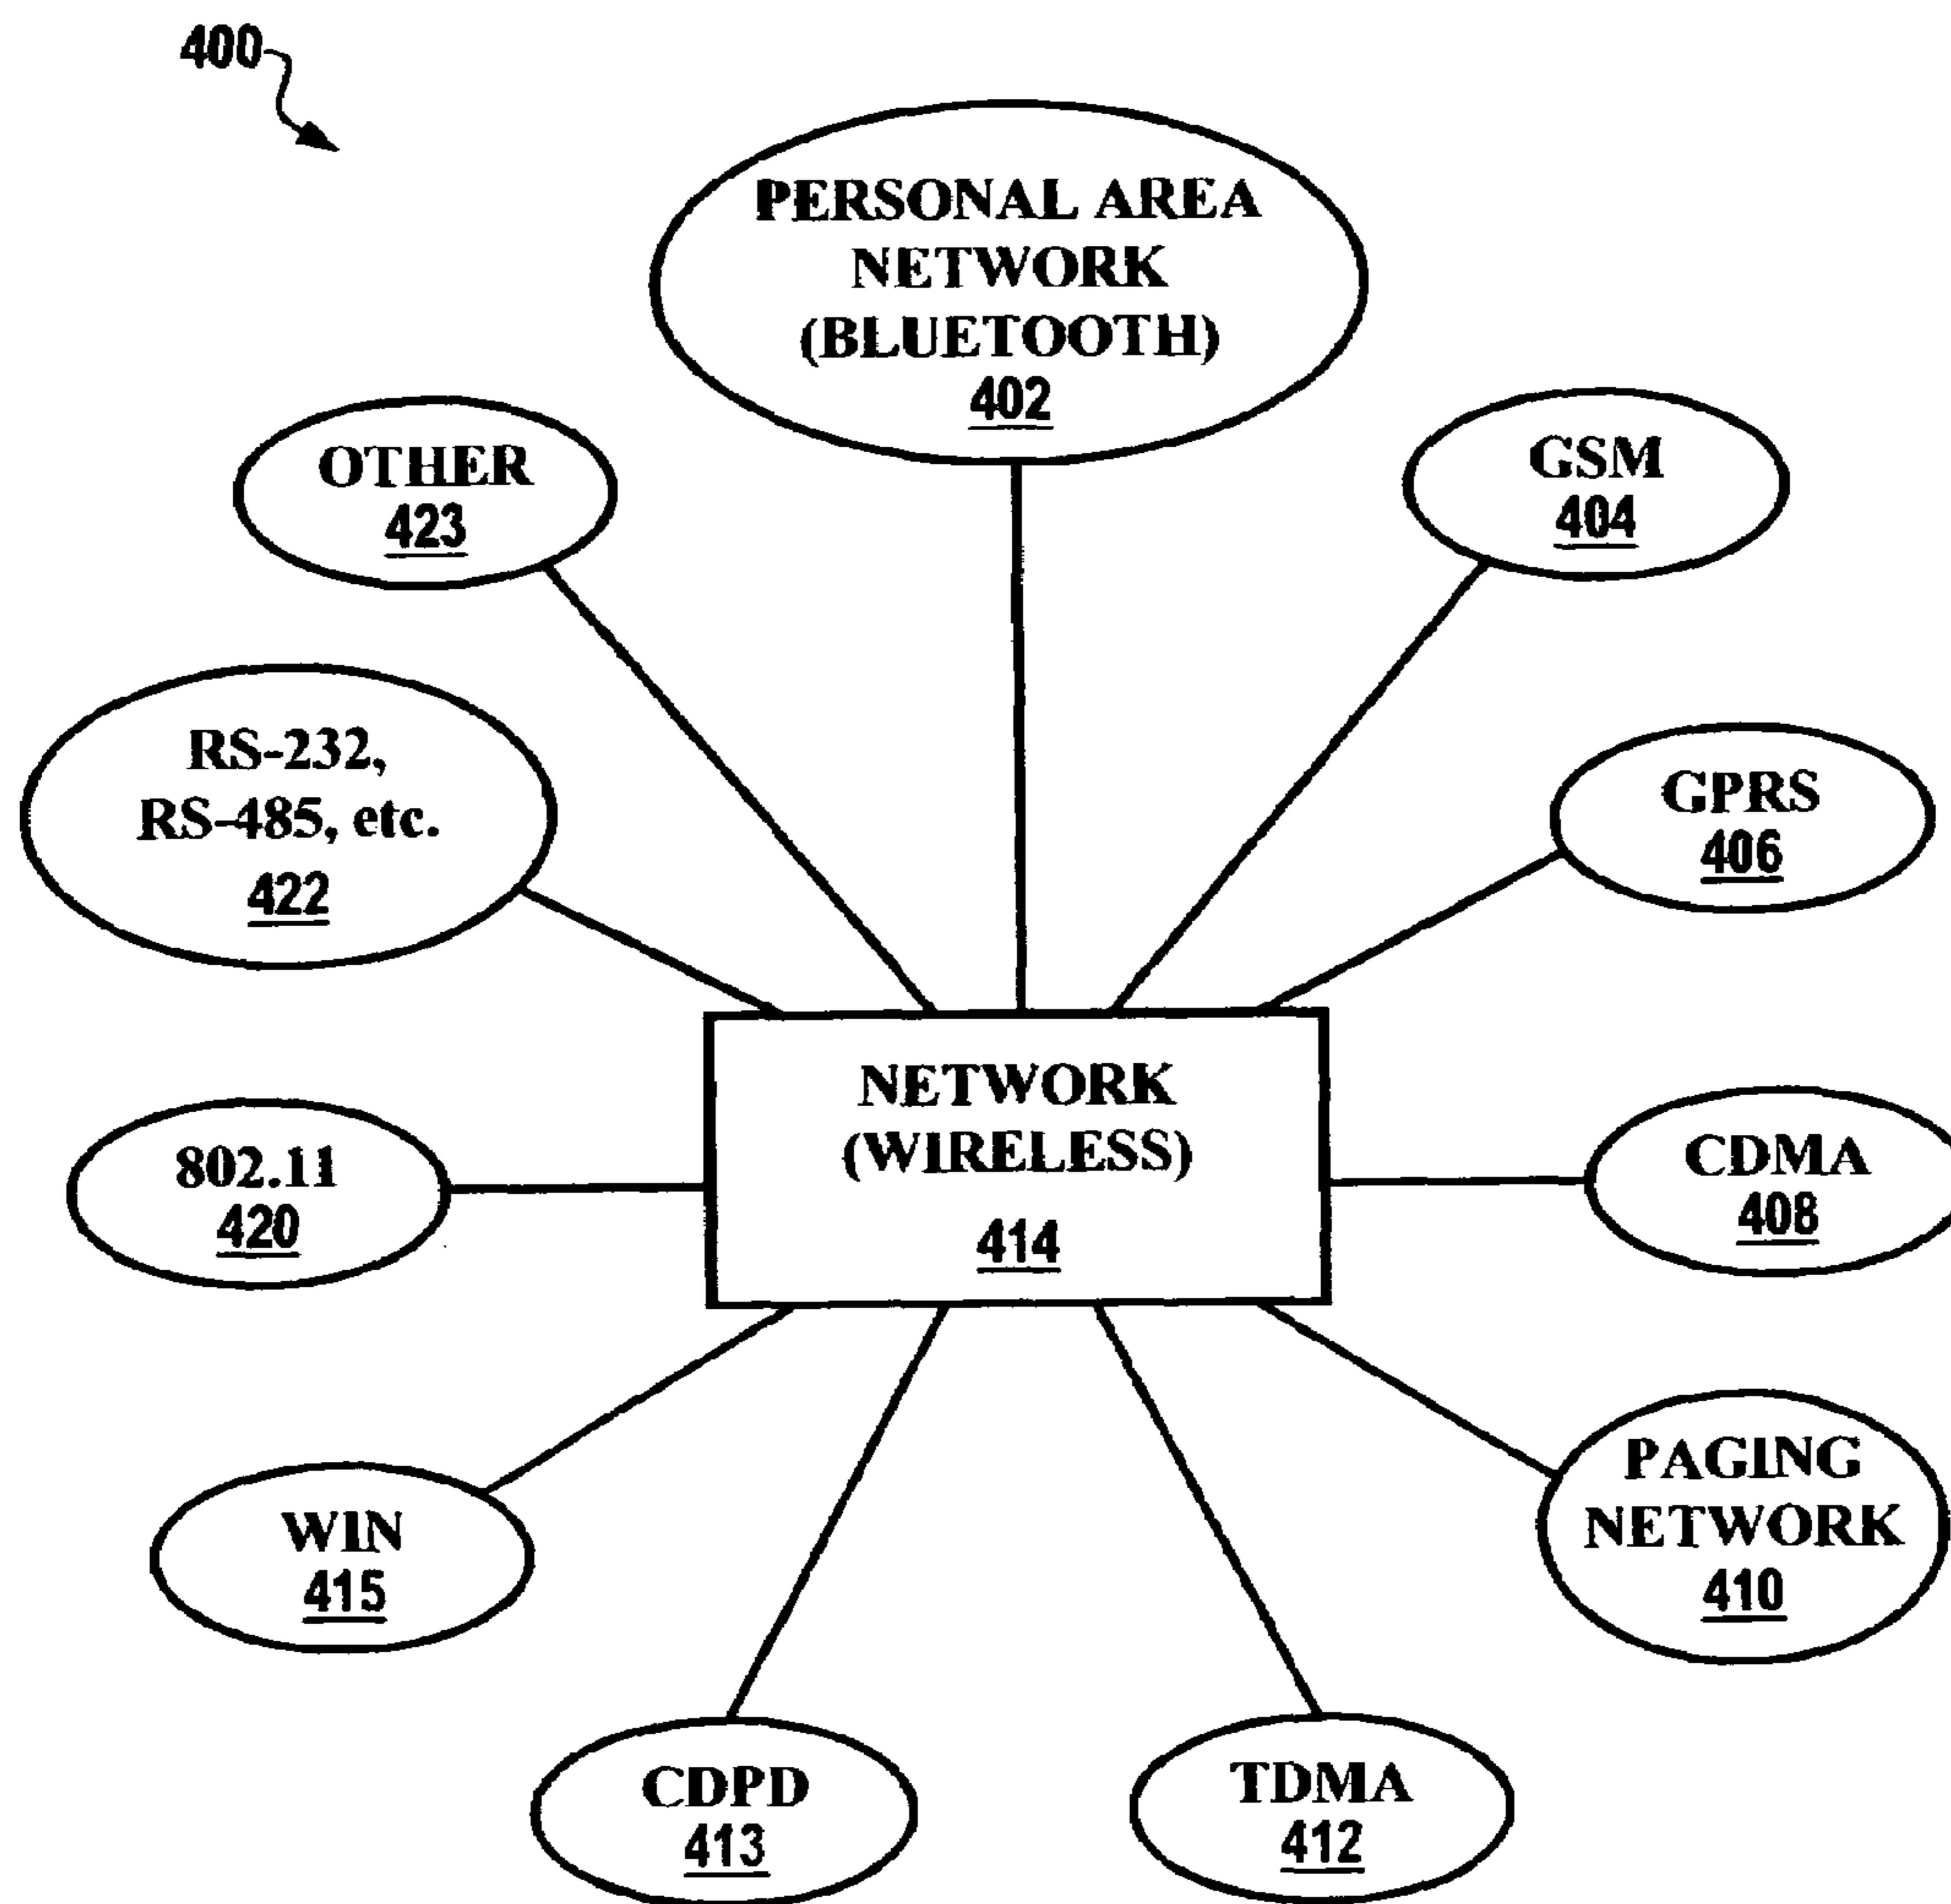 400
PERSONAL AREA
NETWORK
(BLUETOOTH)
402
OTHER
423
GSM
404
RS-232,
RS-485, etc.
422
GPRS
406
NETWORK
(WIRELESS)
414
802.11
420
CDMA
408
WIN
415
PAGING
NETWORK
410
CDPD
413
TDMA
412